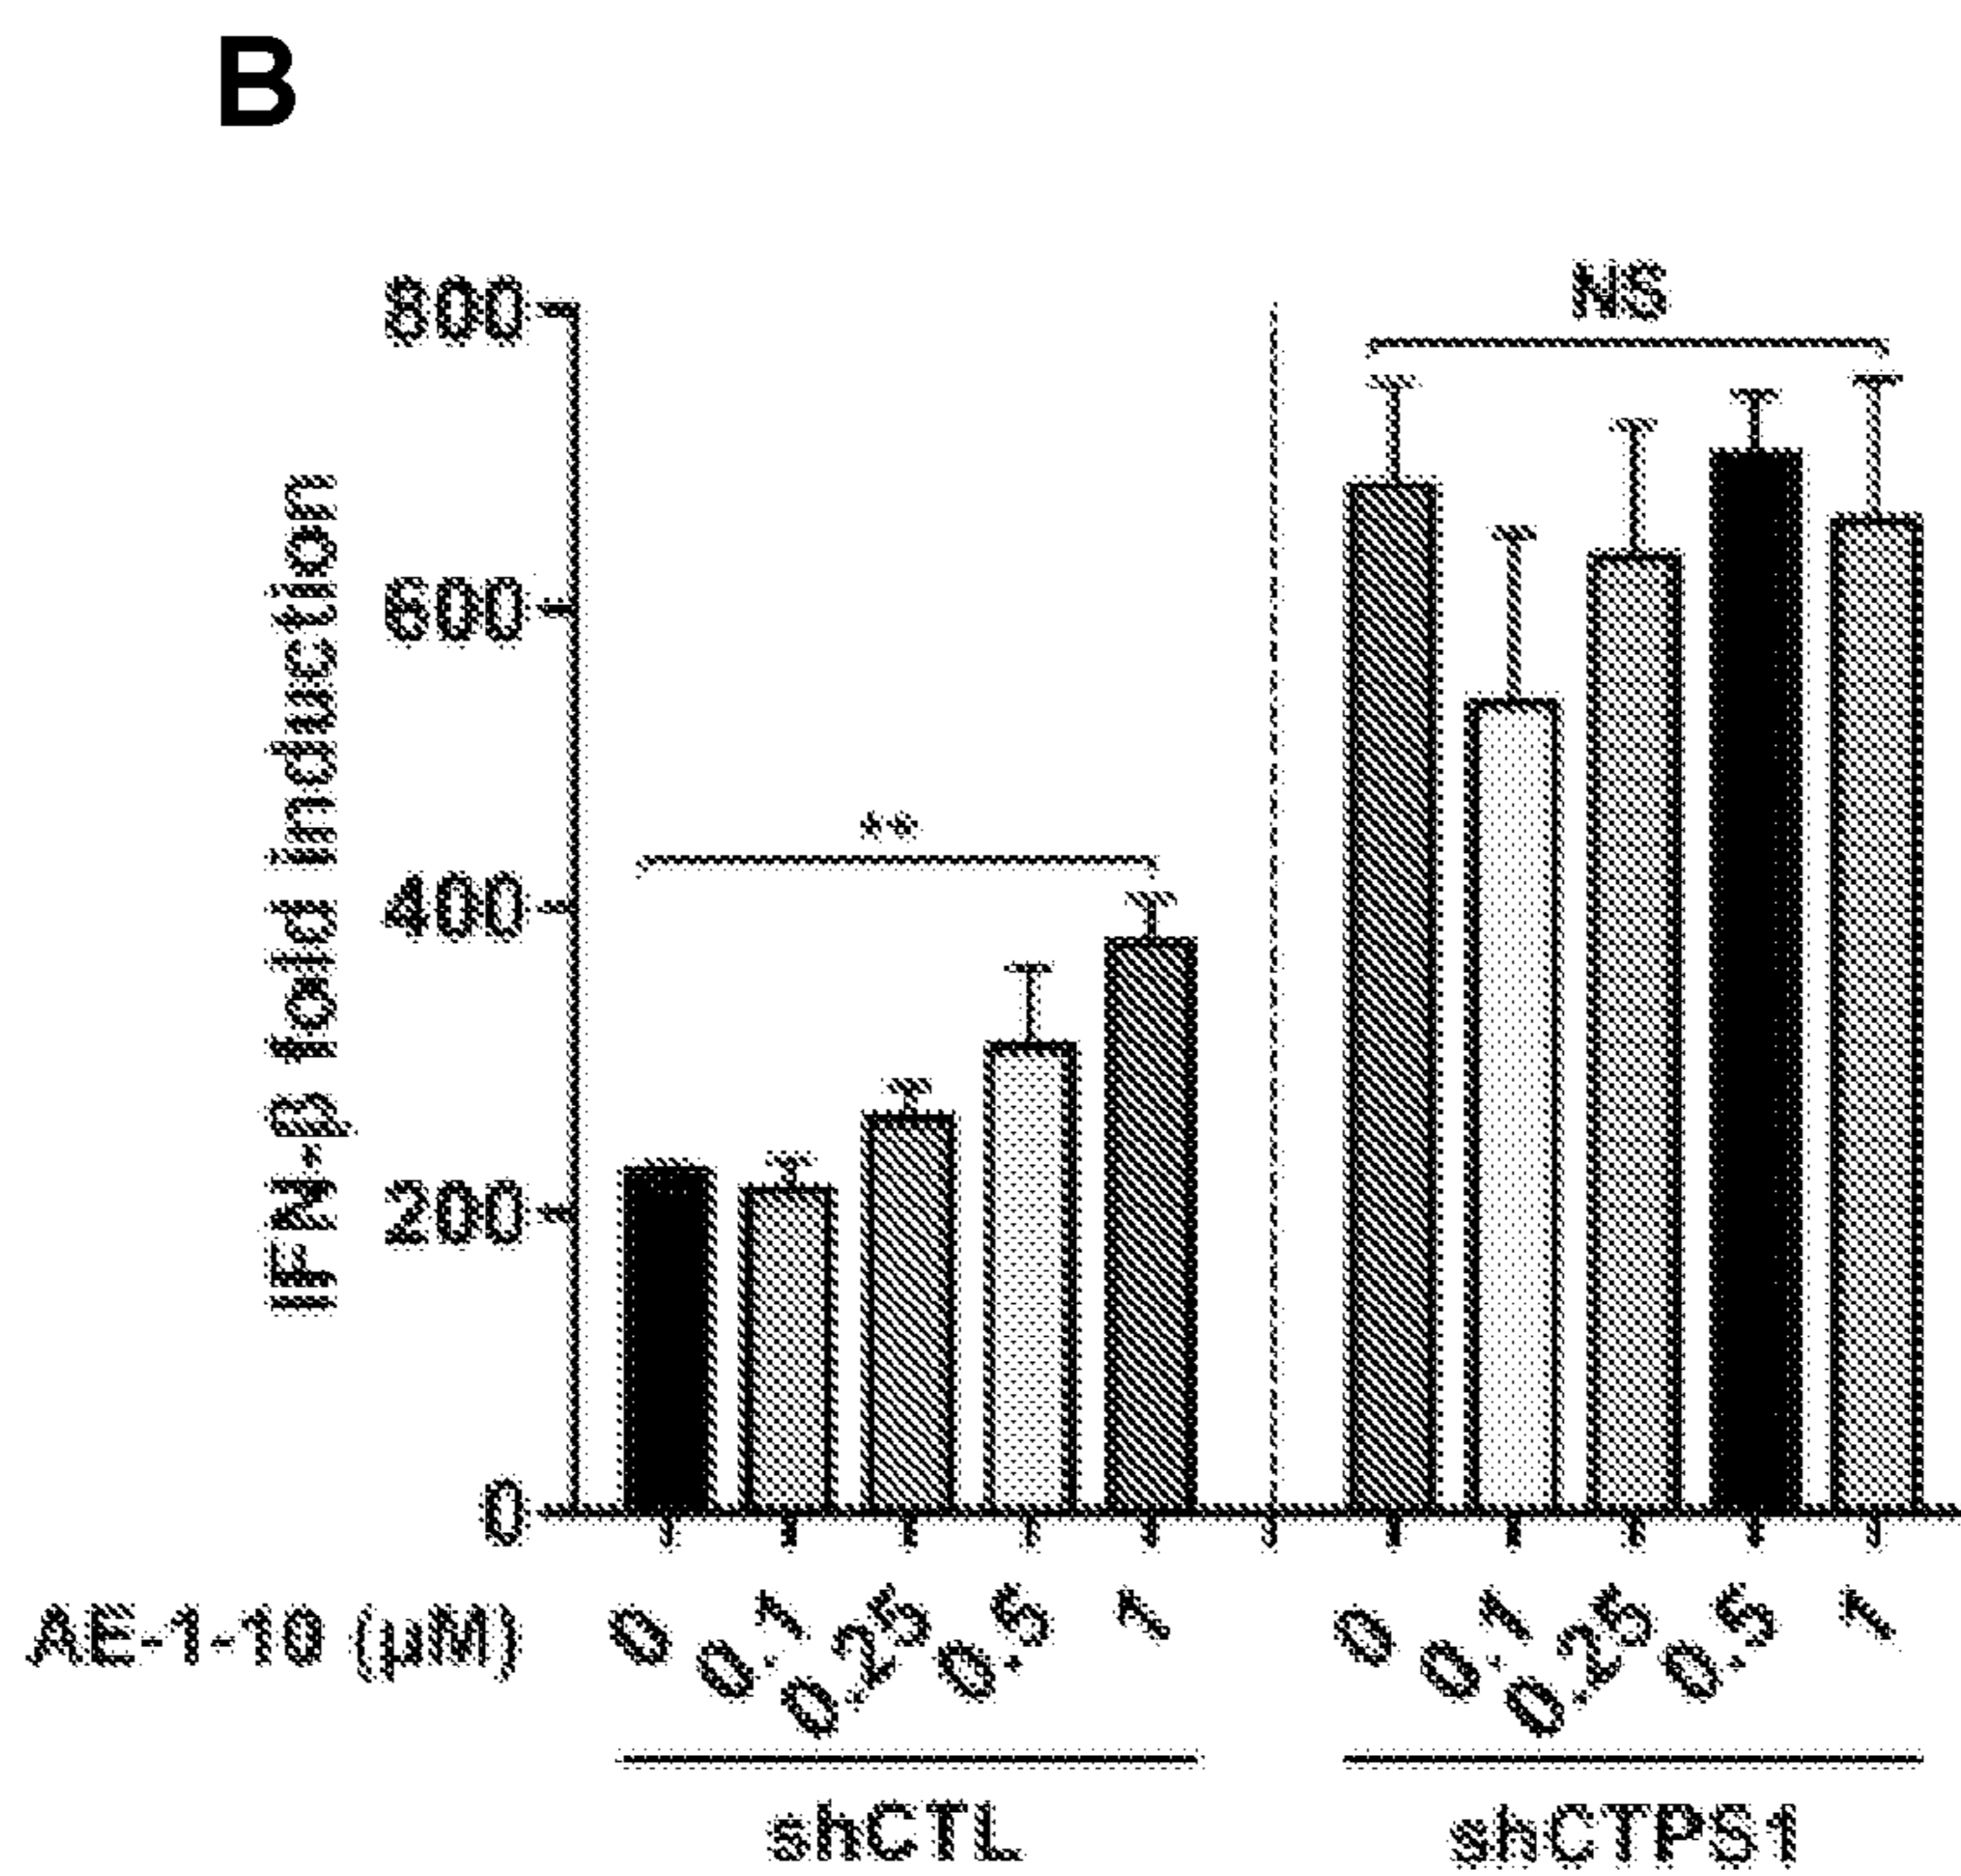 B
IFN-β fold induction
800
600
400
200
0
**
NS
AE-1-10 (μM)
0 0.1 0.25 0.5 1
0 0.1 0.25 0.5 1
shCTL
shCTPS1